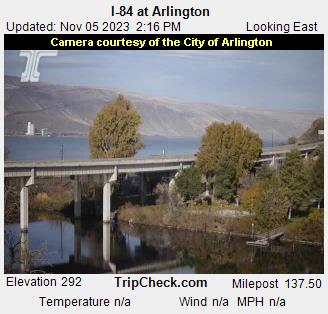 I-84 at Arlington
Updated: Nov 05 2023 2:16 PM Looking East
Camera courtesy of the City of Arlington
Elevation 292 TripCheck.com Milepost 137.50
Temperature n/a Wind n/a MPH n/a